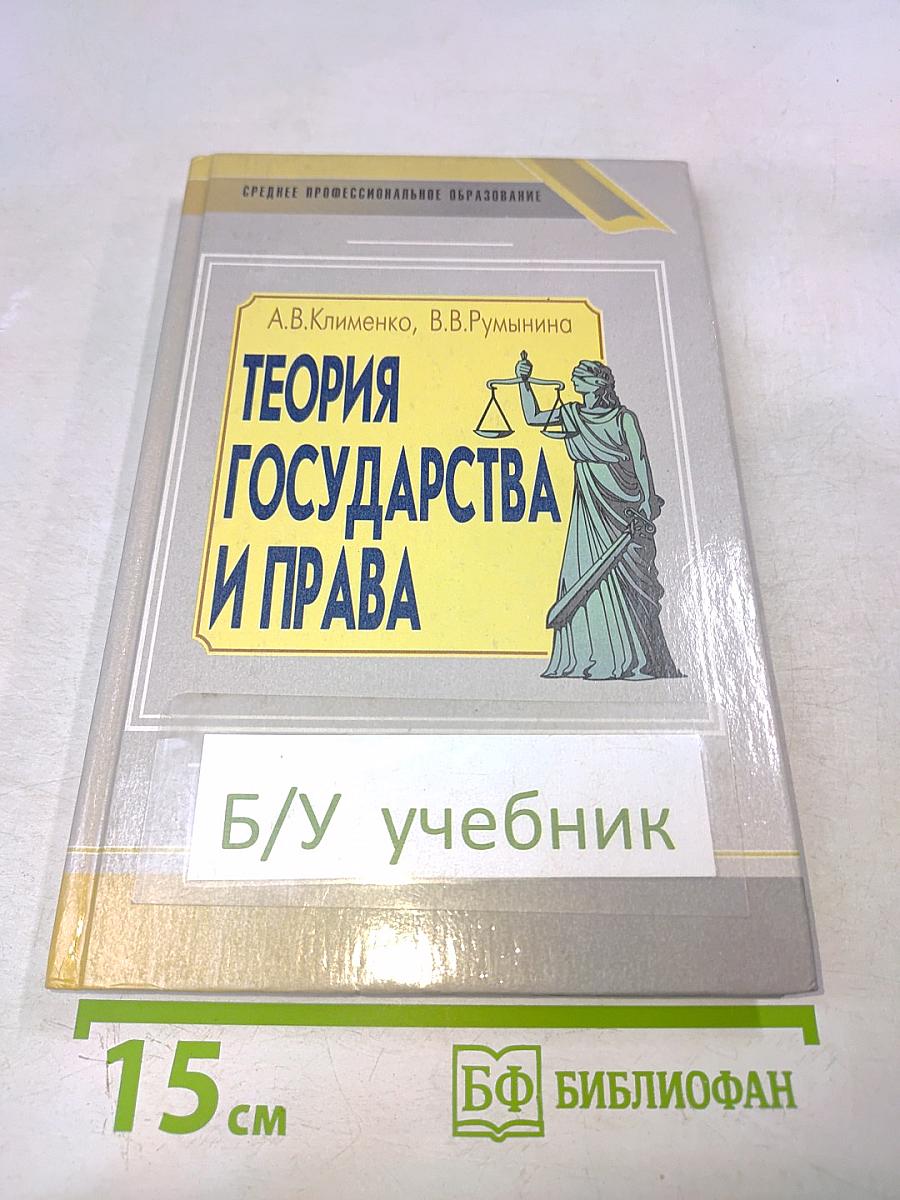 СРЕДНЕЕ ПРОФЕССИОНАЛЬНОЕ ОБРАЗОВАНИЕ
А.В.Клименко, В.В.Румынина
ТЕОРИЯ
ГОСУДАРСТВА
И ПРАВА
Б/У учебник
15 см
БФ БИБЛИОФАН